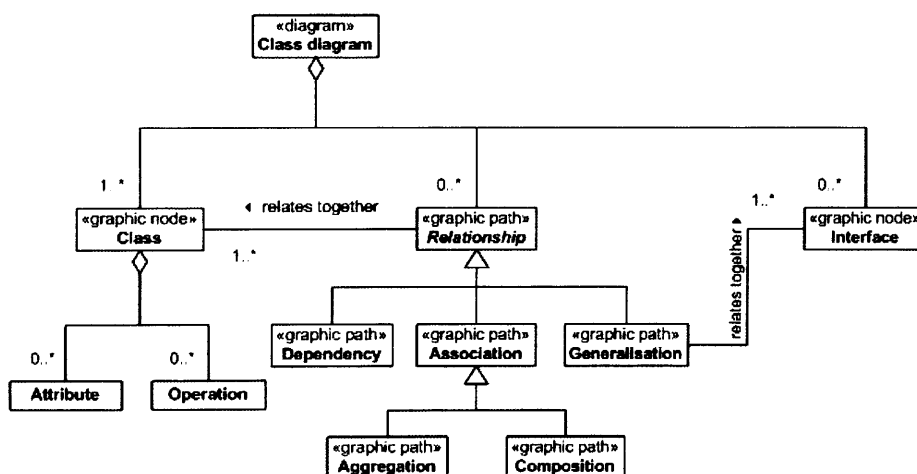 «diagram»
Class diagram
1..*
0..*
0..*
◂ relates together
1..*
«graphic node»
Class
«graphic path»
Relationship
«graphic node»
Interface
1..*
relates together ▸
«graphic path»
Dependency
«graphic path»
Association
«graphic path»
Generalisation
0..*
0..*
Attribute
Operation
«graphic path»
Aggregation
«graphic path»
Composition